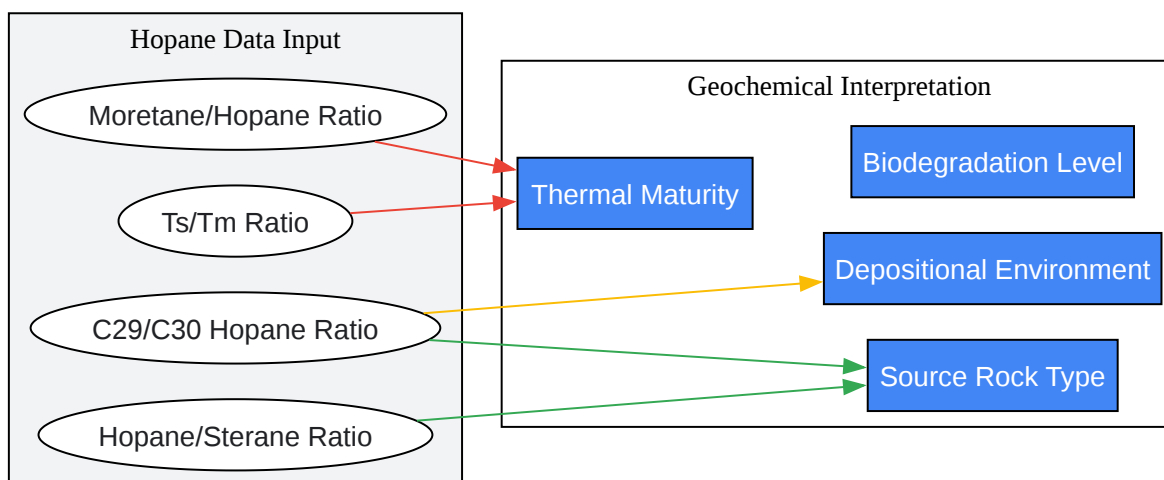 Hopane Data Input
Moretane/Hopane Ratio
Ts/Tm Ratio
C29/C30 Hopane Ratio
Hopane/Sterane Ratio
Geochemical Interpretation
Thermal Maturity
Biodegradation Level
Depositional Environment
Source Rock Type